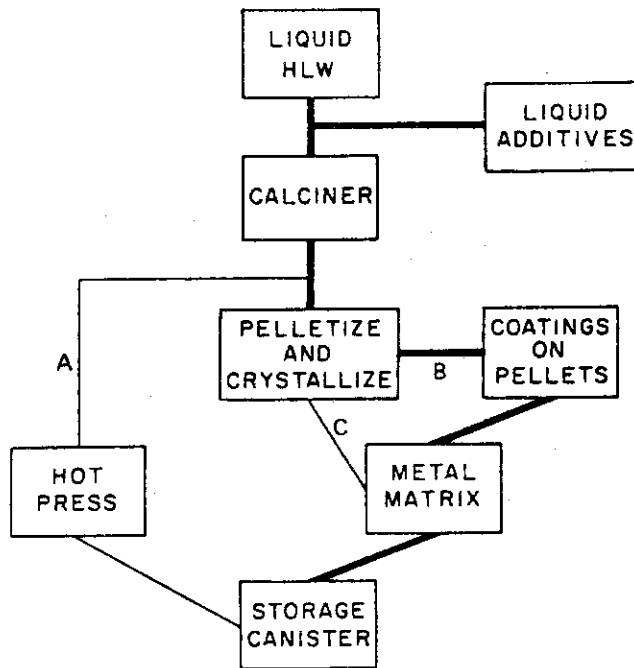 LIQUID
HLW
LIQUID
ADDITIVES
CALCINER
PELLETIZE
AND
CRYSTALLIZE
COATINGS
ON
PELLETS
A
B
C
HOT
PRESS
METAL
MATRIX
STORAGE
CANISTER